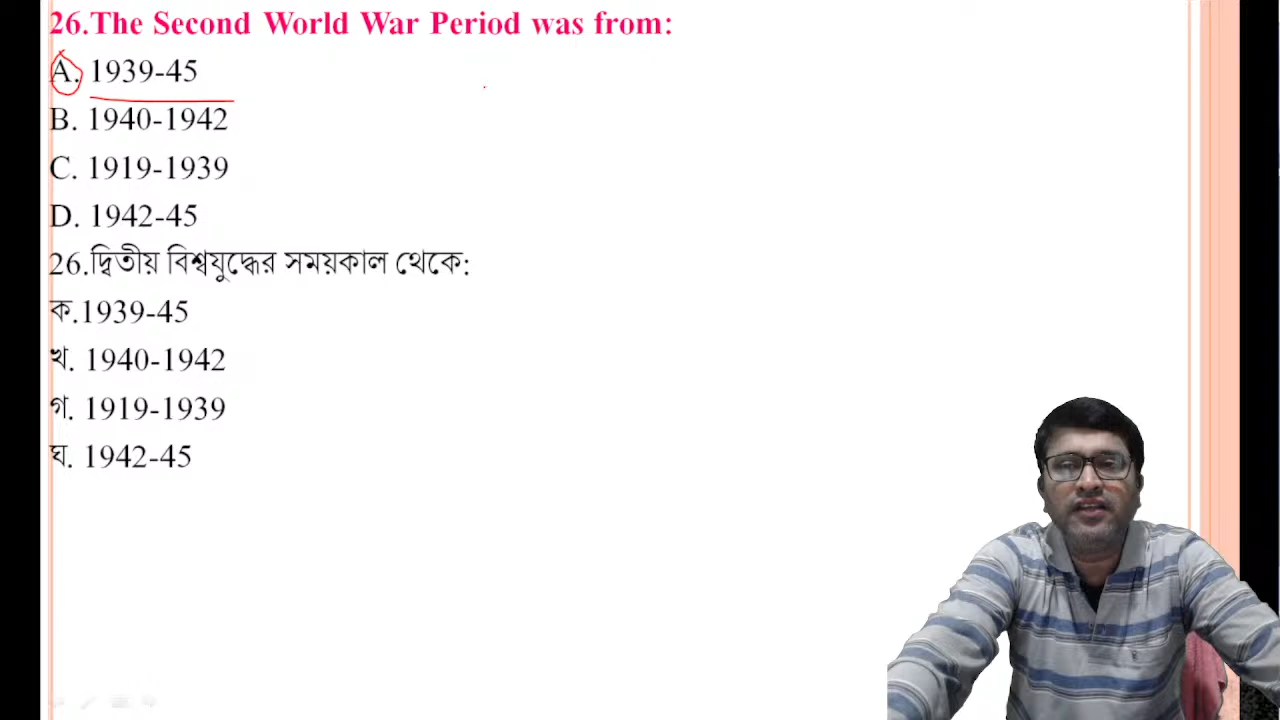 26.The Second World War Period was from:
A. 1939-45
B. 1940-1942
C. 1919-1939
D. 1942-45
26.দ্বিতীয় বিশ্বযুদ্ধের সময়কাল থেকে:
ক.1939-45
খ. 1940-1942
গ. 1919-1939
ঘ. 1942-45